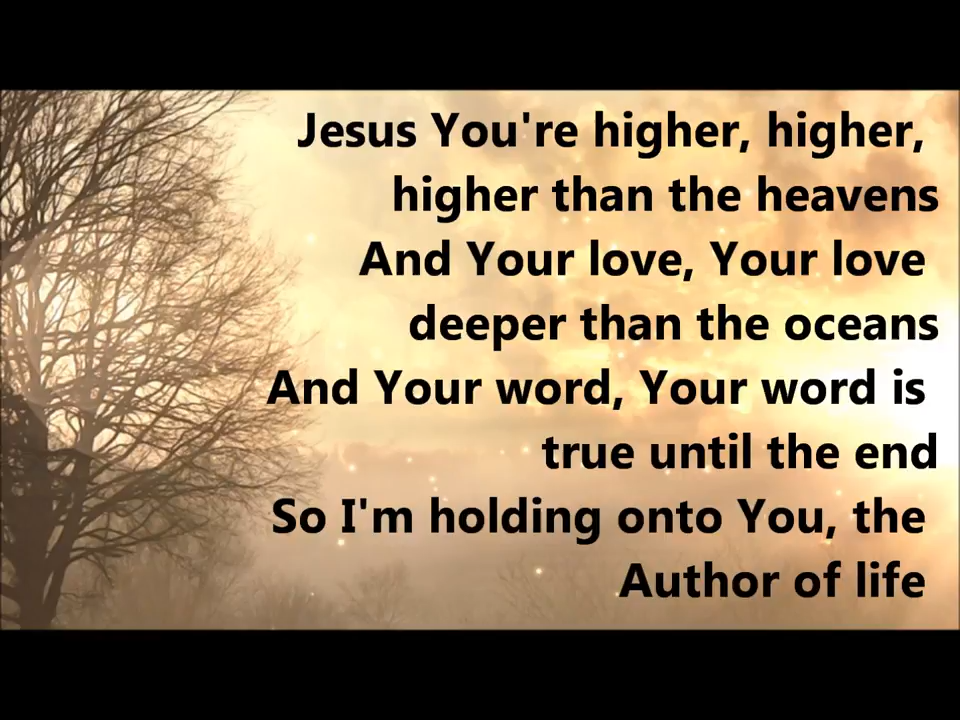 Jesus You're higher, higher,
higher than the heavens
And Your love, Your love
deeper than the oceans
And Your word, Your word is
true until the end
So I'm holding onto You, the
Author of life